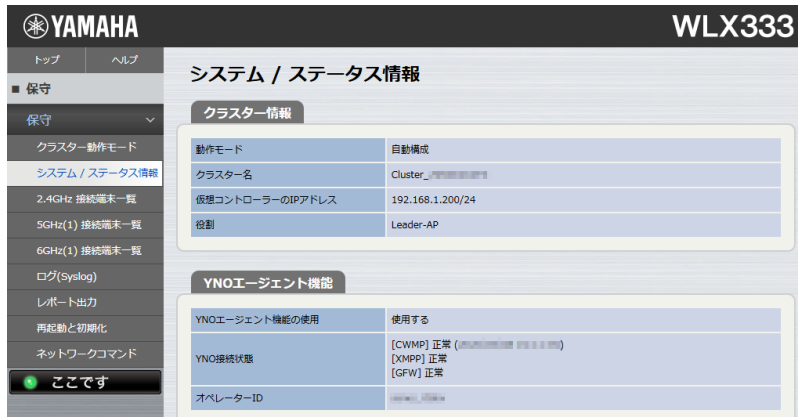 YAMAHA
WLX333
トップ
ヘルプ
■ 保守
保守
クラスター動作モード
システム / ステータス情報
2.4GHz 接続端末一覧
5GHz(1) 接続端末一覧
6GHz(1) 接続端末一覧
ログ(Syslog)
レポート出力
再起動と初期化
ネットワークコマンド
ここです
システム / ステータス情報
クラスター情報
動作モード 自動構成
クラスター名 Cluster_
仮想コントローラーのIPアドレス 192.168.1.200/24
役割 Leader-AP
YNOエージェント機能
YNOエージェント機能の使用 使用する
YNO接続状態
[CWMP] 正常 ( )
[XMPP] 正常
[GFW] 正常
オペレーターID